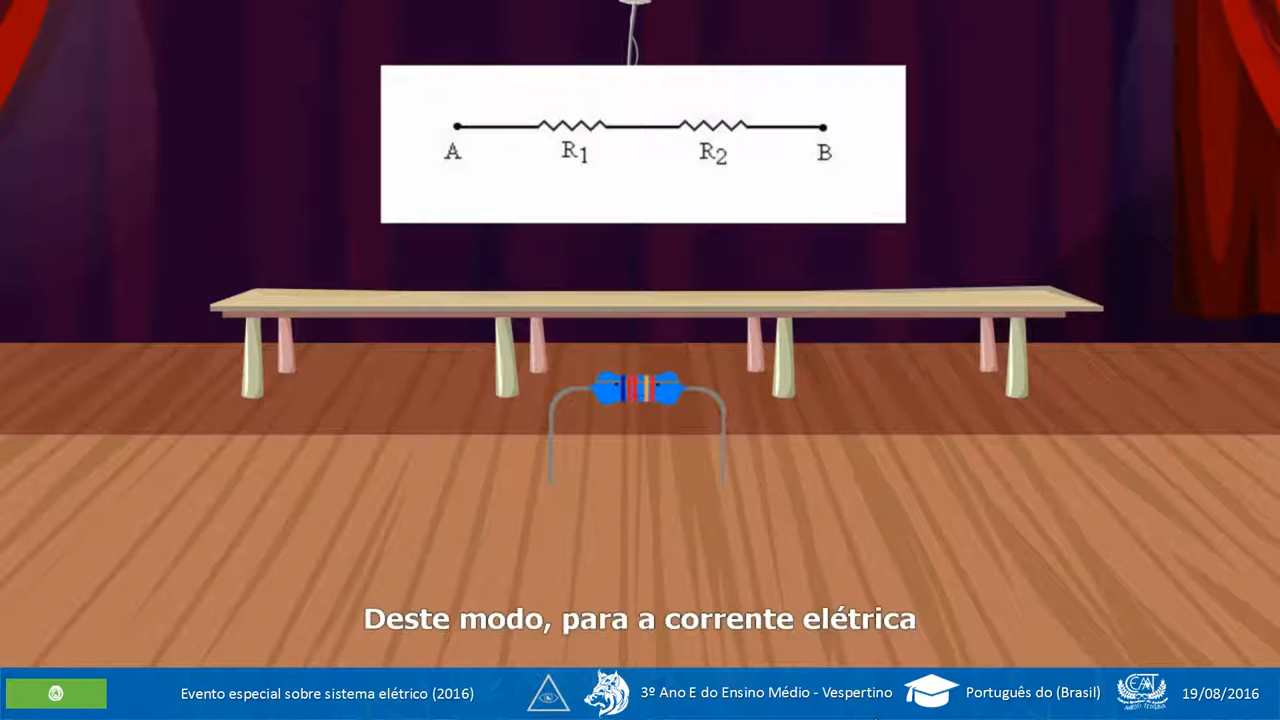 A R1 R2 B
Deste modo, para a corrente elétrica
Evento especial sobre sistema elétrico (2016) 3º Ano E do Ensino Médio - Vespertino Português do (Brasil) CAT 19/08/2016